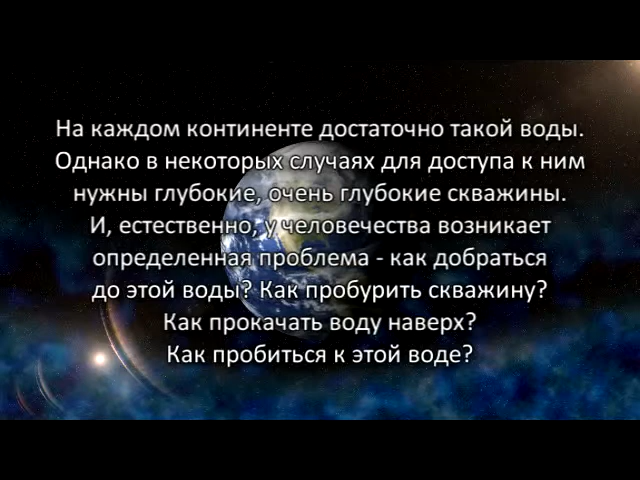 На каждом континенте достаточно такой воды.
Однако в некоторых случаях для доступа к ним
нужны глубокие, очень глубокие скважины.
И, естественно, у человечества возникает
определенная проблема - как добраться
до этой воды? Как пробурить скважину?
Как прокачать воду наверх?
Как пробиться к этой воде?